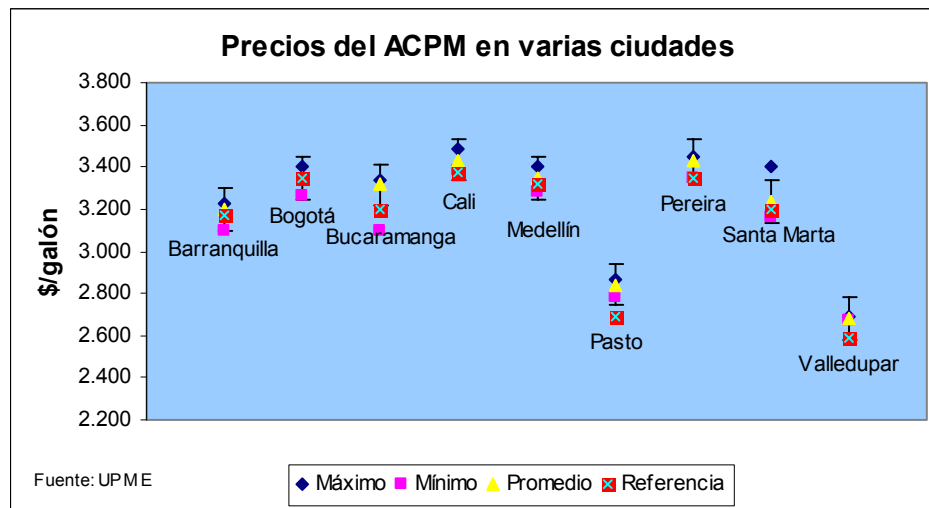 Precios del ACPM en varias ciudades
$/galón
3.800
3.600
3.400
3.200
3.000
2.800
2.600
2.400
2.200
Barranquilla
Bogotá
Bucaramanga
Cali
Medellín
Pasto
Pereira
Santa Marta
Valledupar
Fuente: UPME
Máximo Mínimo Promedio Referencia